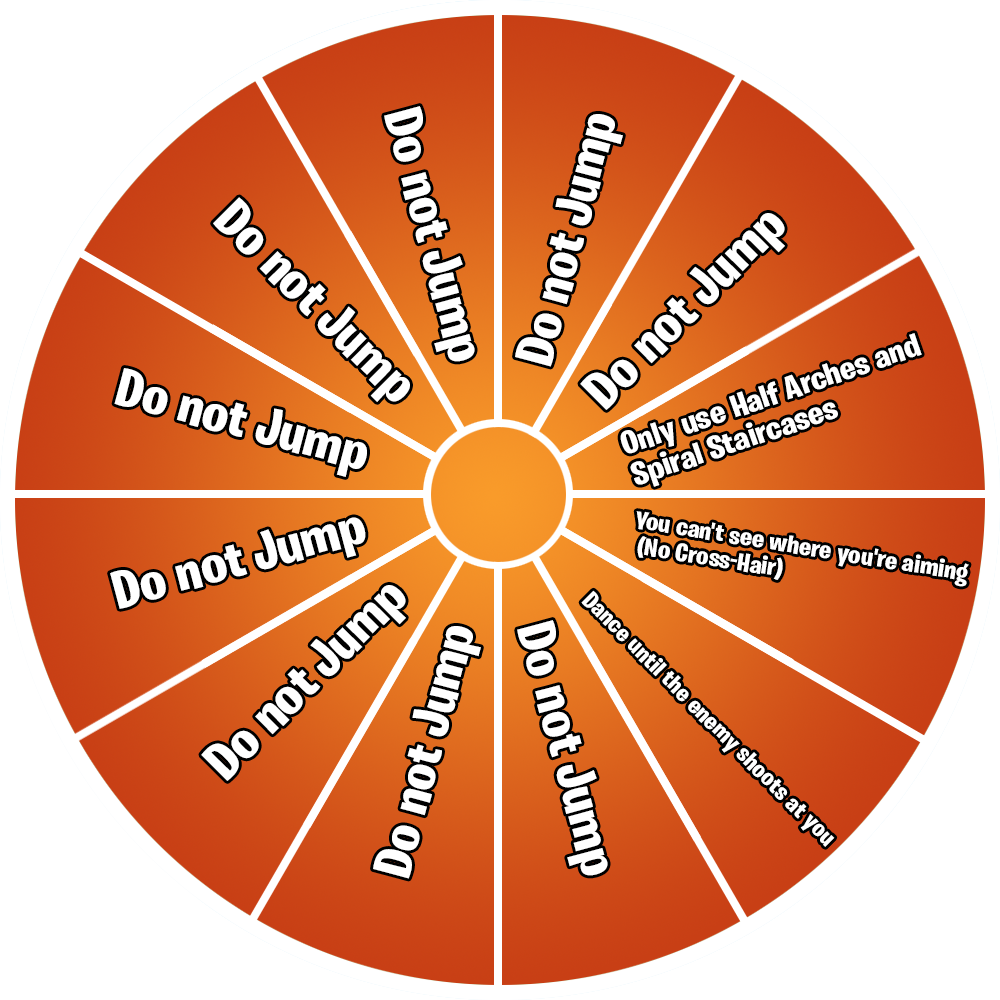 Do not Jump
Do not Jump
Only use Half Arches and
Spiral Staircases
You can't see where you're aiming
(No Cross-Hair)
Dance until the enemy shoots at you
Do not Jump
Do not Jump
Do not Jump
Do not Jump
Do not Jump
Do not Jump
Do not Jump